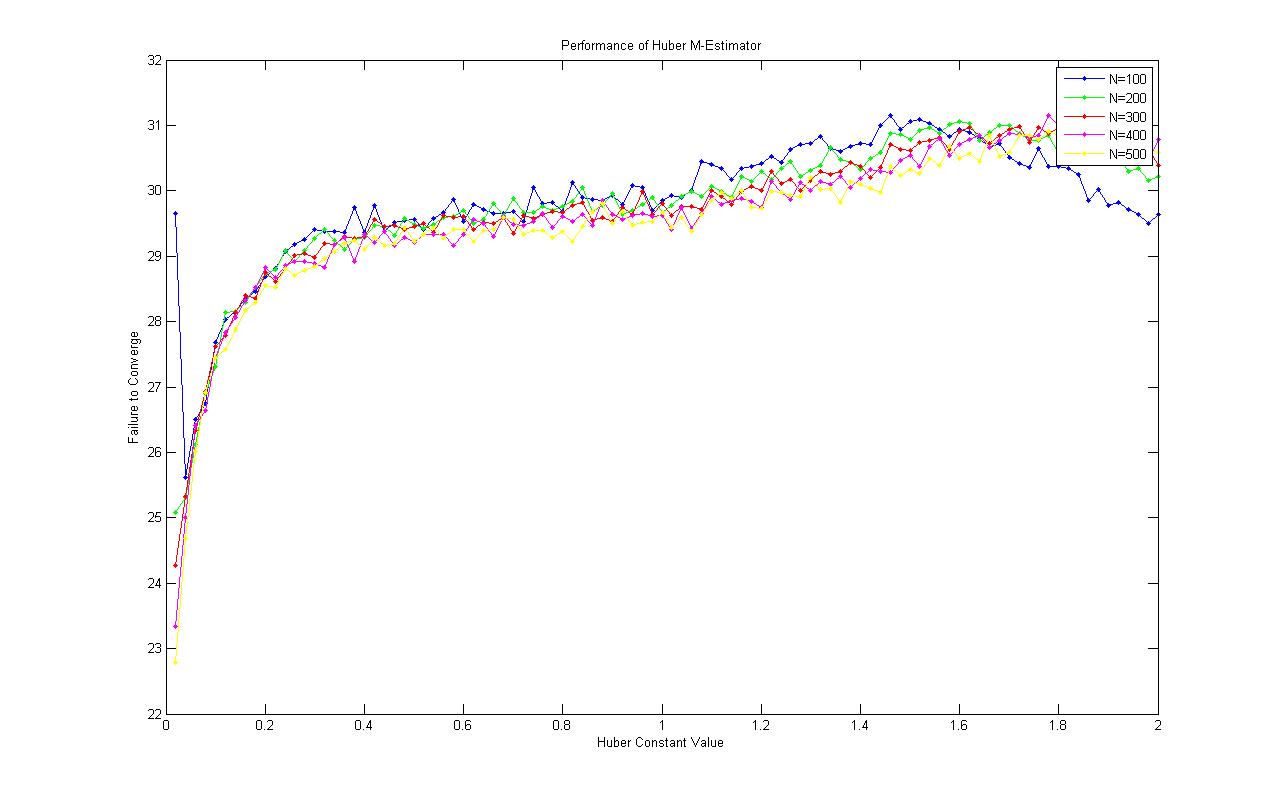 Performance of Huber M-Estimator
32
31
30
29
28
27
26
25
24
23
22
Failure to Converge
N=100
N=200
N=300
N=400
N=500
0 0.2 0.4 0.6 0.8 1 1.2 1.4 1.6 1.8 2
Huber Constant Value